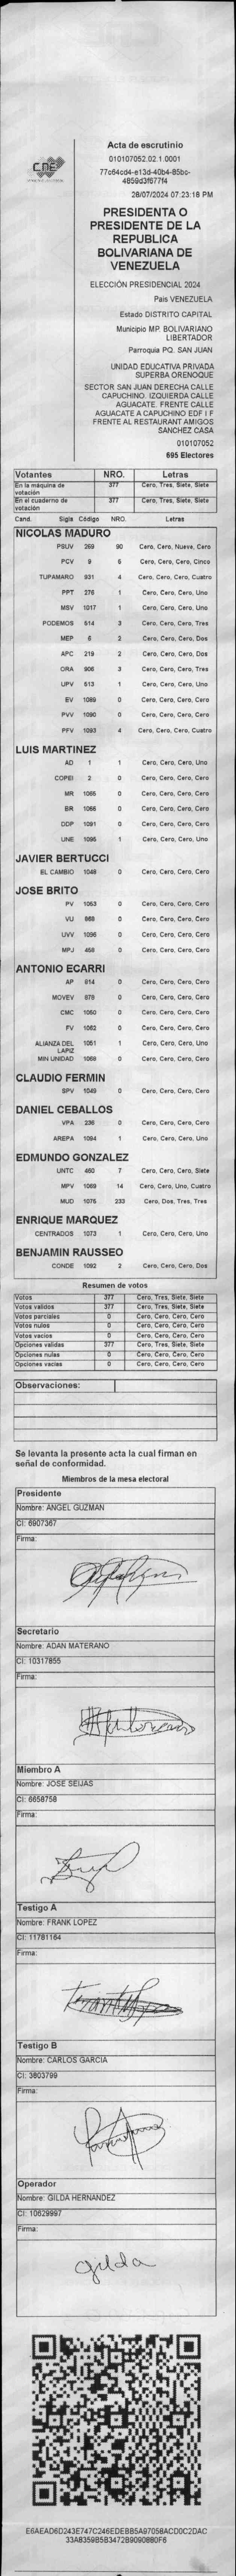 Acta de escrutinio
010107052.02.1.0001
77c64cd4-e13d-40b4-85bc-
4859d3f677f4
28/07/2024 07:23:18 PM
CNE
PRESIDENTA O
PRESIDENTE DE LA
REPUBLICA
BOLIVARIANA DE
VENEZUELA
ELECCIÓN PRESIDENCIAL 2024
Pais VENEZUELA
Estado DISTRITO CAPITAL
Municipio MP. BOLIVARIANO
LIBERTADOR
Parroquia PQ. SAN JUAN
UNIDAD EDUCATIVA PRIVADA
SUPERBA ORENOQUE
SECTOR SAN JUAN DERECHA CALLE
CAPUCHINO. IZQUIERDA CALLE
AGUACATE. FRENTE CALLE
AGUACATE A CAPUCHINO EDF I F
FRENTE AL RESTAURANT AMIGOS
SANCHEZ CASA
010107052
695 Electores
Votantes NRO. Letras
En la máquina de votación 377 Cero, Tres, Siete, Siete
En el cuaderno de votación 377 Cero, Tres, Siete, Siete
Cand. Sigla Código NRO. Letras
NICOLAS MADURO
PSUV 269 90 Cero, Cero, Nueve, Cero
PCV 9 5 Cero, Cero, Cero, Cinco
TUPAMARO 931 4 Cero, Cero, Cero, Cuatro
PPT 276 1 Cero, Cero, Cero, Uno
MSV 1017 1 Cero, Cero, Cero, Uno
PODEMOS 514 3 Cero, Cero, Cero, Tres
MEP 6 2 Cero, Cero, Cero, Dos
APC 219 2 Cero, Cero, Cero, Dos
ORA 906 3 Cero, Cero, Cero, Tres
UPV 513 1 Cero, Cero, Cero, Uno
EV 1089 0 Cero, Cero, Cero, Cero
PVV 1090 0 Cero, Cero, Cero, Cero
PFV 1093 4 Cero, Cero, Cero, Cuatro
LUIS MARTINEZ
AD 1 1 Cero, Cero, Cero, Uno
COPEI 2 0 Cero, Cero, Cero, Cero
MR 1065 0 Cero, Cero, Cero, Cero
BR 1066 0 Cero, Cero, Cero, Cero
DDP 1091 0 Cero, Cero, Cero, Cero
UNE 1095 1 Cero, Cero, Cero, Uno
JAVIER BERTUCCI
EL CAMBIO 1048 0 Cero, Cero, Cero, Cero
JOSE BRITO
PV 1053 0 Cero, Cero, Cero, Cero
VU 868 0 Cero, Cero, Cero, Cero
UVV 1096 0 Cero, Cero, Cero, Cero
MPJ 458 0 Cero, Cero, Cero, Cero
ANTONIO ECARRI
AP 814 0 Cero, Cero, Cero, Cero
MOVEV 878 0 Cero, Cero, Cero, Cero
CMC 1050 0 Cero, Cero, Cero, Cero
FV 1062 0 Cero, Cero, Cero, Cero
ALIANZA DEL LAPIZ 1051 1 Cero, Cero, Cero, Uno
MIN UNIDAD 1068 0 Cero, Cero, Cero, Cero
CLAUDIO FERMIN
SPV 1049 0 Cero, Cero, Cero, Cero
DANIEL CEBALLOS
VPA 236 0 Cero, Cero, Cero, Cero
AREPA 1094 1 Cero, Cero, Cero, Uno
EDMUNDO GONZALEZ
UNTC 460 7 Cero, Cero, Cero, Siete
MPV 1069 14 Cero, Cero, Uno, Cuatro
MUD 1075 233 Cero, Dos, Tres, Tres
ENRIQUE MARQUEZ
CENTRADOS 1073 1 Cero, Cero, Cero, Uno
BENJAMIN RAUSSEO
CONDE 1092 2 Cero, Cero, Cero, Dos
Resumen de votos
Votos 377 Cero, Tres, Siete, Siete
Votos validos 377 Cero, Tres, Siete, Siete
Votos parciales 0 Cero, Cero, Cero, Cero
Votos nulos 0 Cero, Cero, Cero, Cero
Votos vacios 0 Cero, Cero, Cero, Cero
Opciones validas 377 Cero, Tres, Siete, Siete
Opciones nulas 0 Cero, Cero, Cero, Cero
Opciones vacias 0 Cero, Cero, Cero, Cero
Observaciones:
Se levanta la presente acta la cual firman en
señal de conformidad.
Miembros de la mesa electoral
Presidente
Nombre: ANGEL GUZMAN
CI: 6907367
Firma:
Secretario
Nombre: ADAN MATERANO
CI: 10317855
Firma:
Miembro A
Nombre: JOSE SEIJAS
CI: 6658758
Firma:
Testigo A
Nombre: FRANK LOPEZ
CI: 11781164
Firma:
Testigo B
Nombre: CARLOS GARCIA
CI: 3803799
Firma:
Operador
Nombre: GILDA HERNANDEZ
CI: 10629997
Firma:
gilda
E6AEAD6D243E747C246EDEBB5A97058ACD0C2DAC
33A8359B5B3472B9090880F6